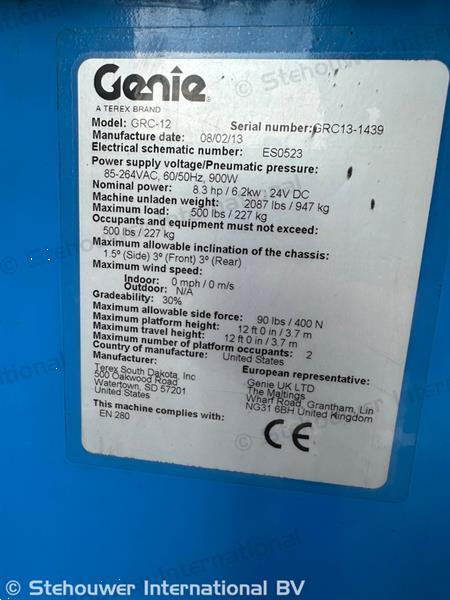 Genie
A TEREX BRAND
Model: GRC-12 Serial number: GRC13-1439
Manufacture date: 08/02/13
Electrical schematic number: ES0523
Power supply voltage/Pneumatic pressure:
85-264VAC, 60/50Hz, 900W
Nominal power: 8.3 hp / 6.2kw : 24V DC
Machine unladen weight: 2087 lbs / 947 kg
Maximum load: 500 lbs / 227 kg
Occupants and equipment must not exceed:
500 lbs / 227 kg
Maximum allowable inclination of the chassis:
1.5º (Side) 3º (Front) 3º (Rear)
Maximum wind speed:
Indoor: 0 mph / 0 m/s
Outdoor: N/A
Gradeability: 30%
Maximum allowable side force: 90 lbs / 400 N
Maximum platform height: 12 ft 0 in / 3.7 m
Maximum travel height: 12 ft 0 in / 3.7 m
Maximum number of platform occupants: 2
Country of manufacture: United States
Manufacturer:
Terex South Dakota, Inc
500 Oakwood Road
Watertown, SD 57201
United States
European representative:
Genie UK LTD
The Maltings
Wharf Road, Grantham, Lin
NG31 6BH United Kingdom
This machine complies with:
EN 280
CE
© Stehouwer International BV